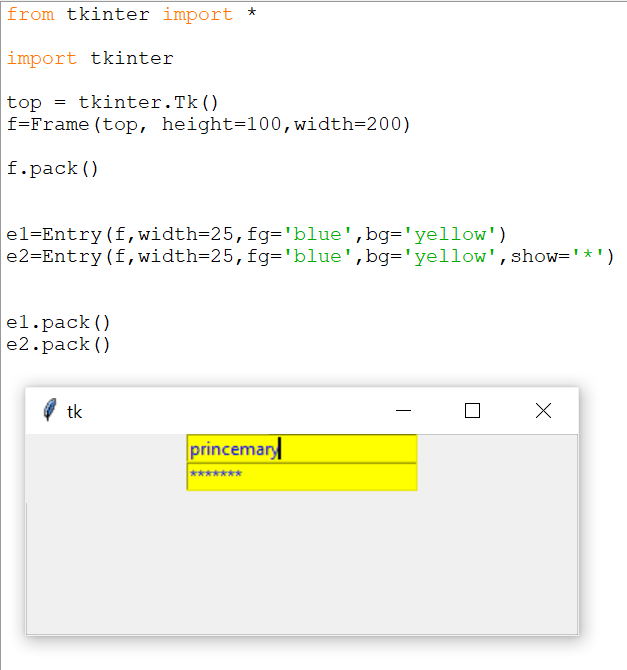 from tkinter import *
import tkinter
top = tkinter.Tk()
f=Frame(top, height=100,width=200)
f.pack()
e1=Entry(f,width=25,fg='blue',bg='yellow')
e2=Entry(f,width=25,fg='blue',bg='yellow',show='*')
e1.pack()
e2.pack()
tk
princemary
*******